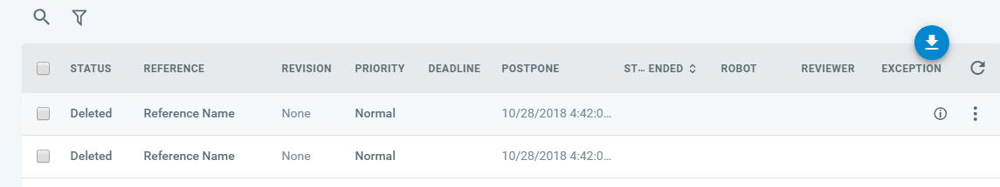 STATUS REFERENCE REVISION PRIORITY DEADLINE POSTPONE ST... ENDED ROBOT REVIEWER EXCEPTION
Deleted Reference Name None Normal 10/28/2018 4:42:0...
Deleted Reference Name None Normal 10/28/2018 4:42:0...